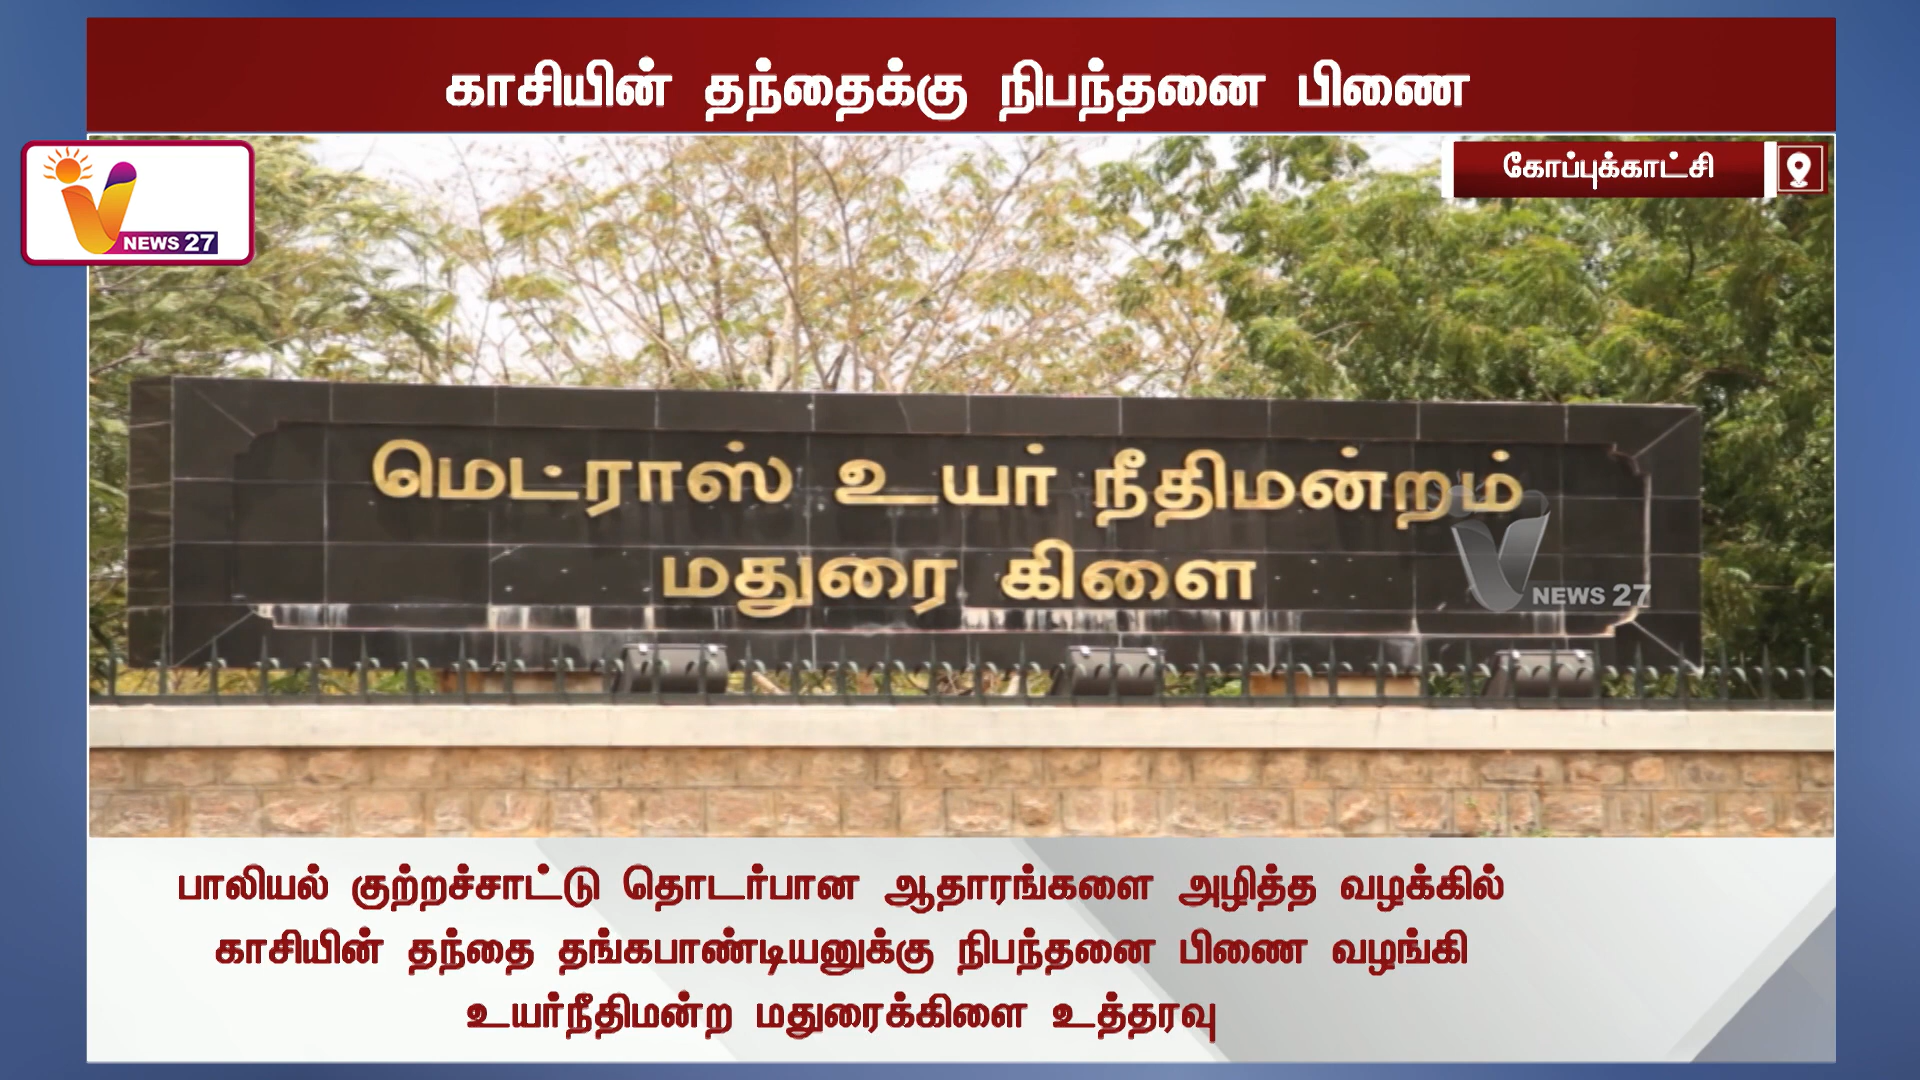 காசியின் தந்தைக்கு நிபந்தனை பிணை
கோப்புக்காட்சி
NEWS 27
மெட்ராஸ் உயர் நீதிமன்றம்
மதுரை கிளை
NEWS 27
பாலியல் குற்றச்சாட்டு தொடர்பான ஆதாரங்களை அழித்த வழக்கில்
காசியின் தந்தை தங்கபாண்டியனுக்கு நிபந்தனை பிணை வழங்கி
உயர்நீதிமன்ற மதுரைக்கிளை உத்தரவு